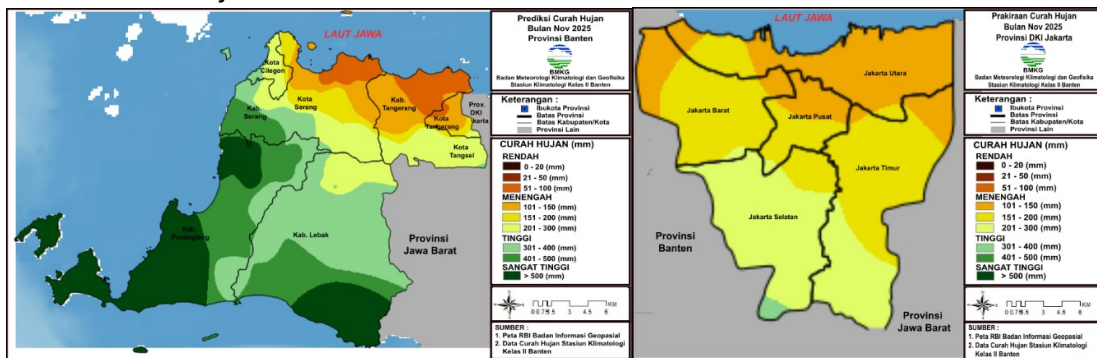 LAUT JAWA
Kota
Cilegon
Kab.
Serang
Kota
Serang
Kab.
Tangerang
Kota
Tangerang
Prov.
DKI
Kota
Tangsel
Kab.
Pandeglang
Kab. Lebak
Provinsi
Jawa Barat
Prediksi Curah Hujan
Bulan Nov 2025
Provinsi Banten
BMKG
Badan Meteorologi Klimatologi dan Geofisika
Stasiun Klimatologi Kelas II Banten
Keterangan :
Ibukota Provinsi
Batas Provinsi
Batas Kabupaten/Kota
Provinsi Lain
CURAH HUJAN (mm)
RENDAH
0 - 20 (mm)
21 - 50 (mm)
51 - 100 (mm)
MENENGAH
101 - 150 (mm)
151 - 200 (mm)
201 - 300 (mm)
TINGGI
301 - 400 (mm)
401 - 500 (mm)
SANGAT TINGGI
> 500 (mm)
KM
SUMBER :
1. Peta RBI Badan Informasi Geopasial
2. Data Curah Hujan Stasiun Klimatologi
Kelas II Banten
LAUT JAWA
Jakarta Utara
Jakarta Barat
Jakarta Pusat
Jakarta Timur
Jakarta Selatan
Provinsi
Banten
Provinsi
Jawa Barat
Prakiraan Curah Hujan
Bulan Nov 2025
Provinsi DKI Jakarta
BMKG
Badan Meteorologi Klimatologi dan Geofisika
Stasiun Klimatologi Kelas II Banten
Keterangan :
Ibukota Provinsi
Batas Provinsi
Batas Kabupaten/Kota
Provinsi Lain
CURAH HUJAN (mm)
RENDAH
0 - 20 (mm)
21 - 50 (mm)
51 - 100 (mm)
MENENGAH
101 - 150 (mm)
151 - 200 (mm)
201 - 300 (mm)
TINGGI
301 - 400 (mm)
401 - 500 (mm)
SANGAT TINGGI
> 500 (mm)
KM
SUMBER :
1. Peta RBI Badan Informasi Geopasial
2. Data Curah Hujan Stasiun Klimatologi
Kelas II Banten